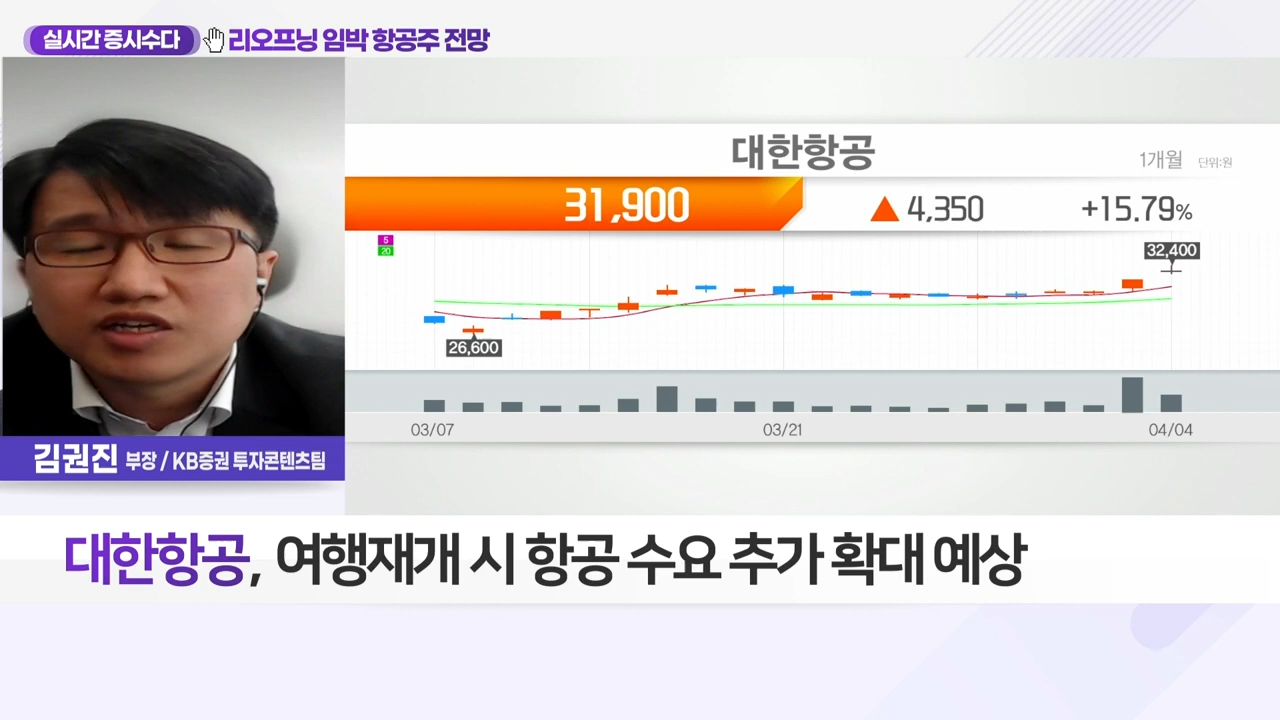 실시간 증시수다 리오프닝 임박 항공주 전망
대한항공
1개월 단위:원
31,900 ▲ 4,350 +15.79%
5
20
32,400
26,600
03/07 03/21 04/04
김권진 부장 / KB증권 투자콘텐츠팀
대한항공, 여행재개 시 항공 수요 추가 확대 예상